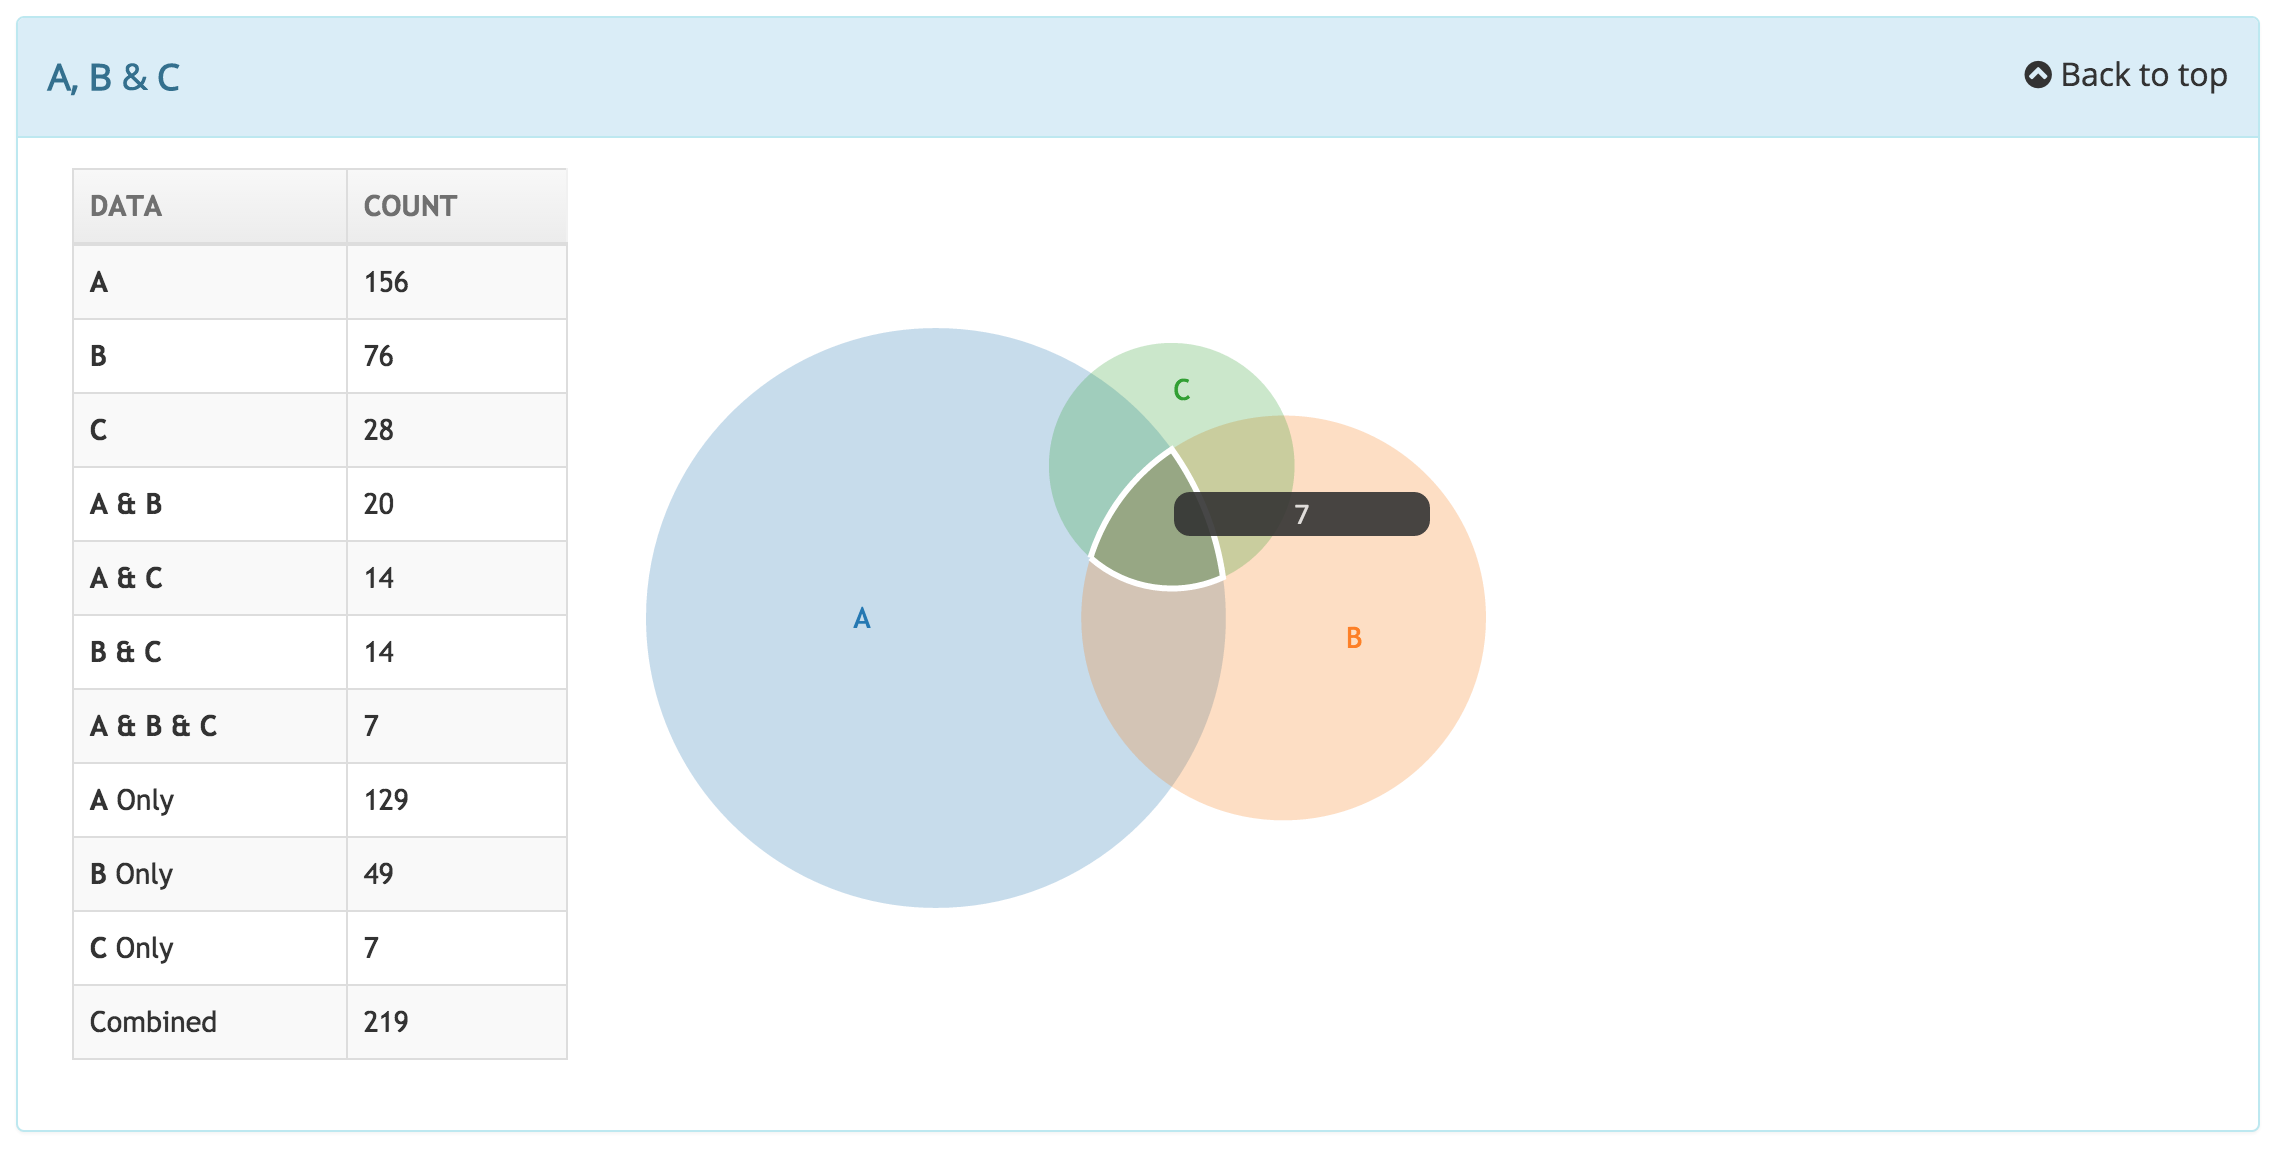 A, B & C
Back to top
DATA COUNT
A 156
B 76
C 28
A & B 20
A & C 14
B & C 14
A & B & C 7
A Only 129
B Only 49
C Only 7
Combined 219
C
7
A
B